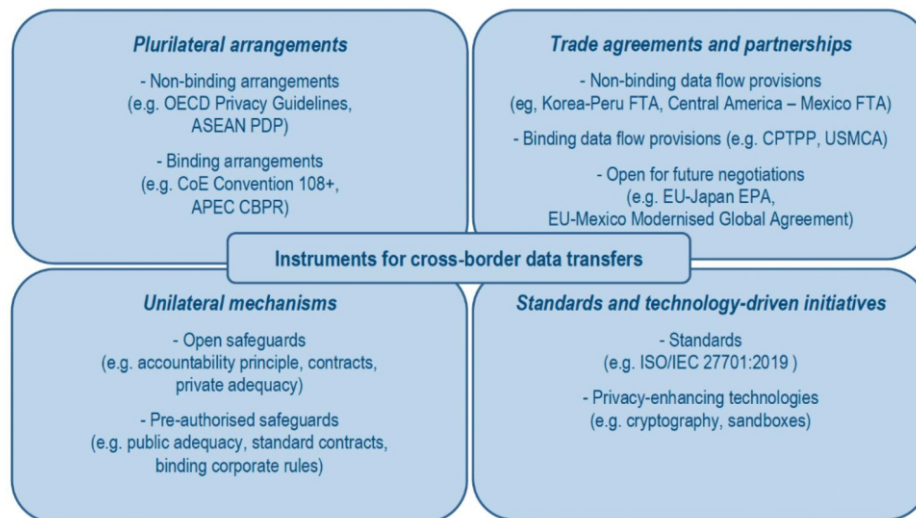 Plurilateral arrangements
- Non-binding arrangements
(e.g. OECD Privacy Guidelines,
ASEAN PDP)
- Binding arrangements
(e.g. CoE Convention 108+,
APEC CBPR)
Trade agreements and partnerships
- Non-binding data flow provisions
(eg, Korea-Peru FTA, Central America – Mexico FTA)
- Binding data flow provisions (e.g. CPTPP, USMCA)
- Open for future negotiations
(e.g. EU-Japan EPA,
EU-Mexico Modernised Global Agreement)
Instruments for cross-border data transfers
Unilateral mechanisms
- Open safeguards
(e.g. accountability principle, contracts,
private adequacy)
- Pre-authorised safeguards
(e.g. public adequacy, standard contracts,
binding corporate rules)
Standards and technology-driven initiatives
- Standards
(e.g. ISO/IEC 27701:2019 )
- Privacy-enhancing technologies
(e.g. cryptography, sandboxes)